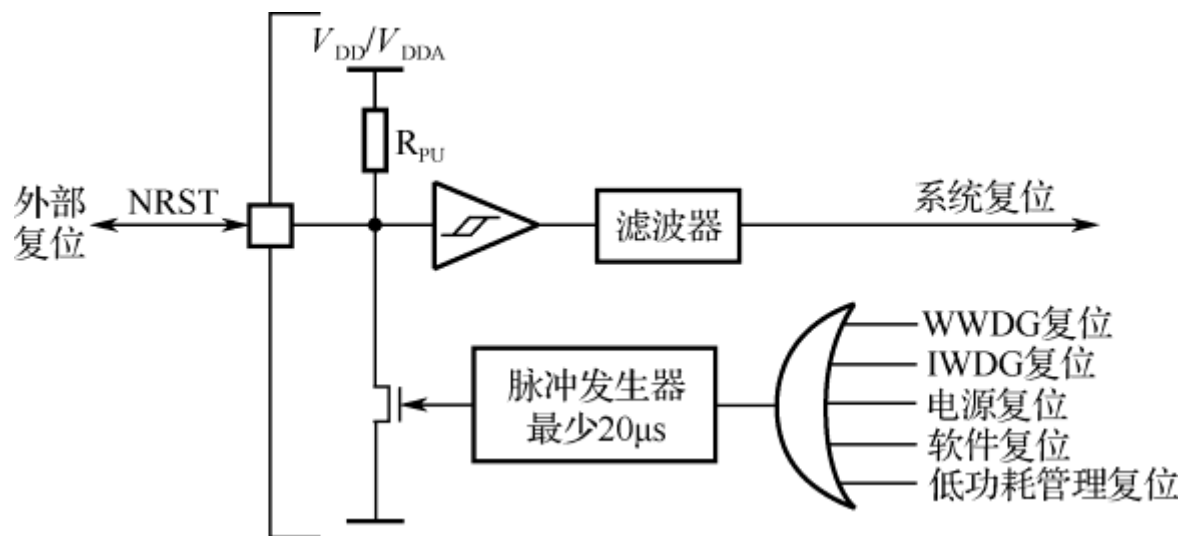 V_DD/V_DDA
R_PU
外部
复位
NRST
滤波器
系统复位
脉冲发生器
最少20μs
WWDG复位
IWDG复位
电源复位
软件复位
低功耗管理复位